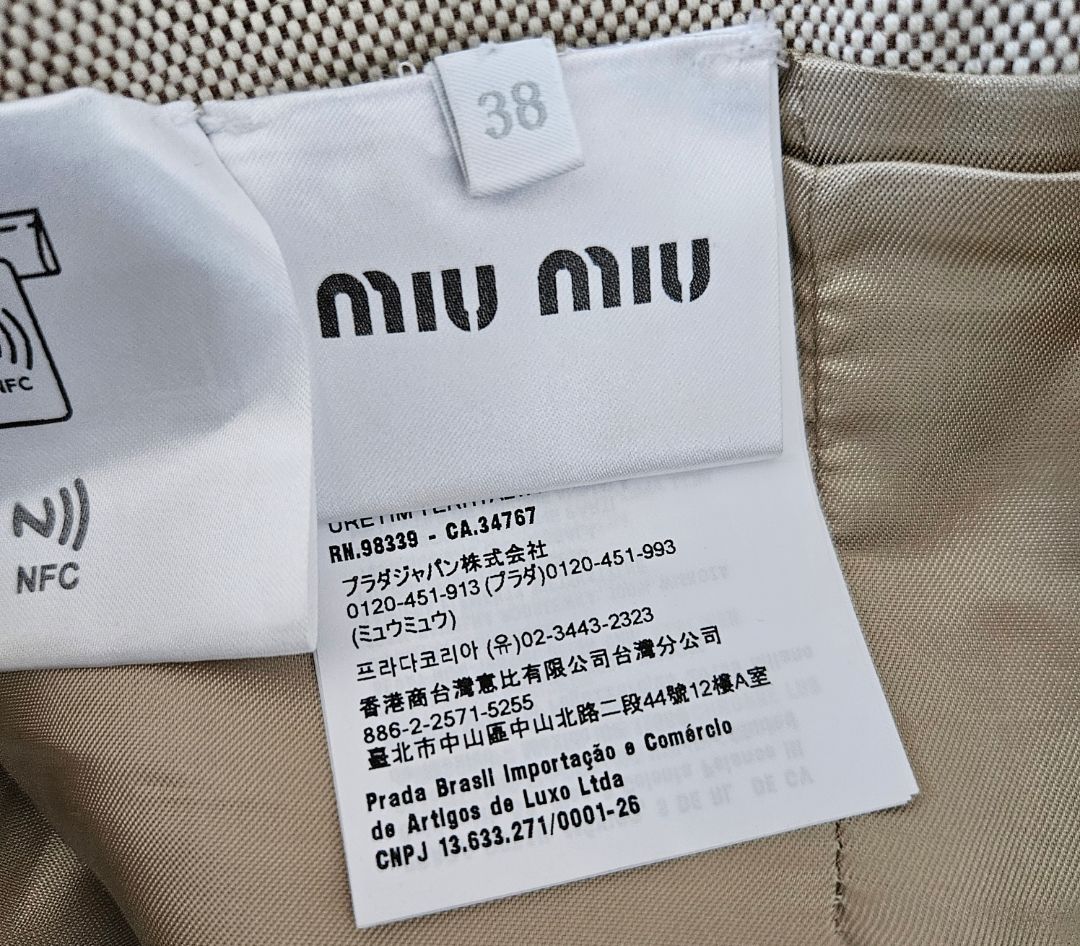 38
miu miu
NFC
NFC
RN.98339 - CA.34767
プラダジャパン株式会社
0120-451-913 (プラダ)0120-451-993
(ミュウミュウ)
프라다코리아 (유)02-3443-2323
香港商台灣惠比有限公司台灣分公司
886-2-2571-5255
臺北市中山區中山北路二段44號12樓A室
Prada Brasil Importação e Comércio
de Artigos de Luxo Ltda
CNPJ 13.633.271/0001-26